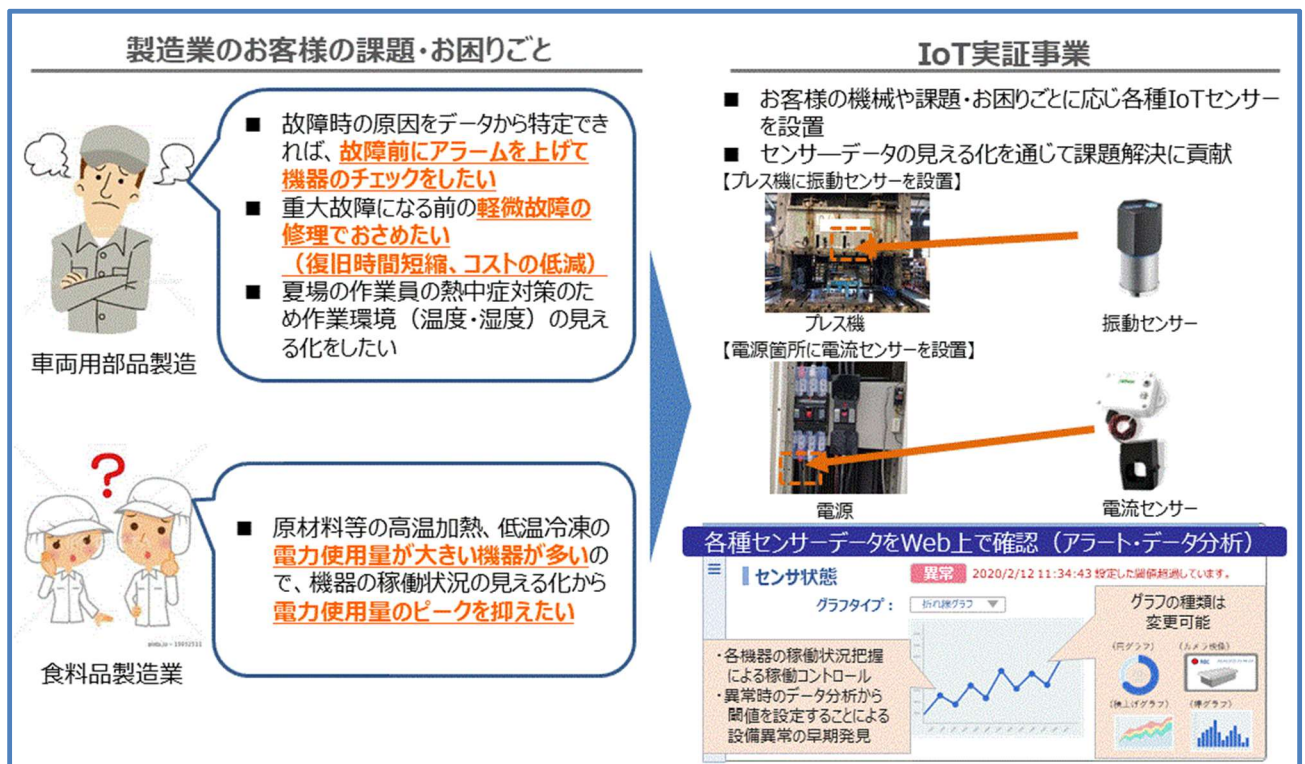 製造業のお客様の課題・お困りごと
■ 故障時の原因をデータから特定でき
れば、故障前にアラームを上げて
機器のチェックをしたい
■ 重大故障になる前の軽微故障の
修理でおさめたい
（復旧時間短縮、コストの低減）
■ 夏場の作業員の熱中症対策のた
め作業環境（温度・湿度）の見え
る化をしたい
車両用部品製造
?
■ 原材料等の高温加熱、低温冷凍の
電力使用量が大きい機器が多いの
で、機器の稼働状況の見える化から
電力使用量のピークを抑えたい
食料品製造業
IoT実証事業
■ お客様の機械や課題・お困りごとに応じ各種IoTセンサー
を設置
■ センサ―データの見える化を通じて課題解決に貢献
【プレス機に振動センサーを設置】
プレス機
振動センサー
【電源箇所に電流センサーを設置】
電源
電流センサー
各種センサーデータをWeb上で確認（アラート・データ分析）
センサ状態
異常 2020/2/12 11:34:43 設定した閾値超過しています。
グラフタイプ： 折れ線グラフ
・各機器の稼働状況把握
による稼働コントロール
・異常時のデータ分析から
閾値を設定することによる
設備異常の早期発見
グラフの種類は
変更可能
（円グラフ） （カメラ映像）
REC
（積上げグラフ） （棒グラフ）